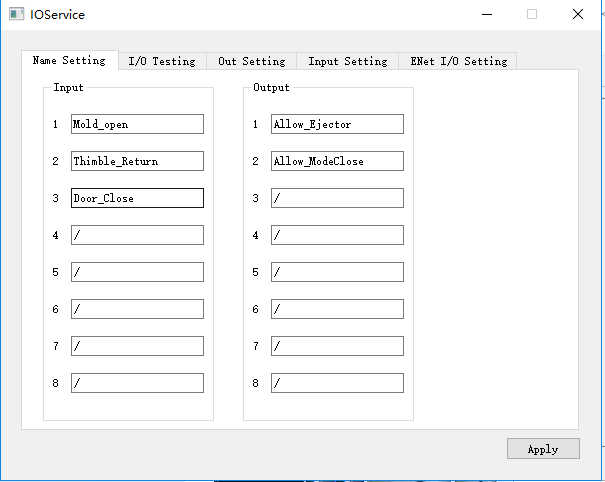 IOService
Name Setting I/O Testing Out Setting Input Setting ENet I/O Setting
Input Output
1 Mold_open 1 Allow_Ejector
2 Thimble_Return 2 Allow_ModeClose
3 Door_Close 3 /
4 / 4 /
5 / 5 /
6 / 6 /
7 / 7 /
8 / 8 /
Apply